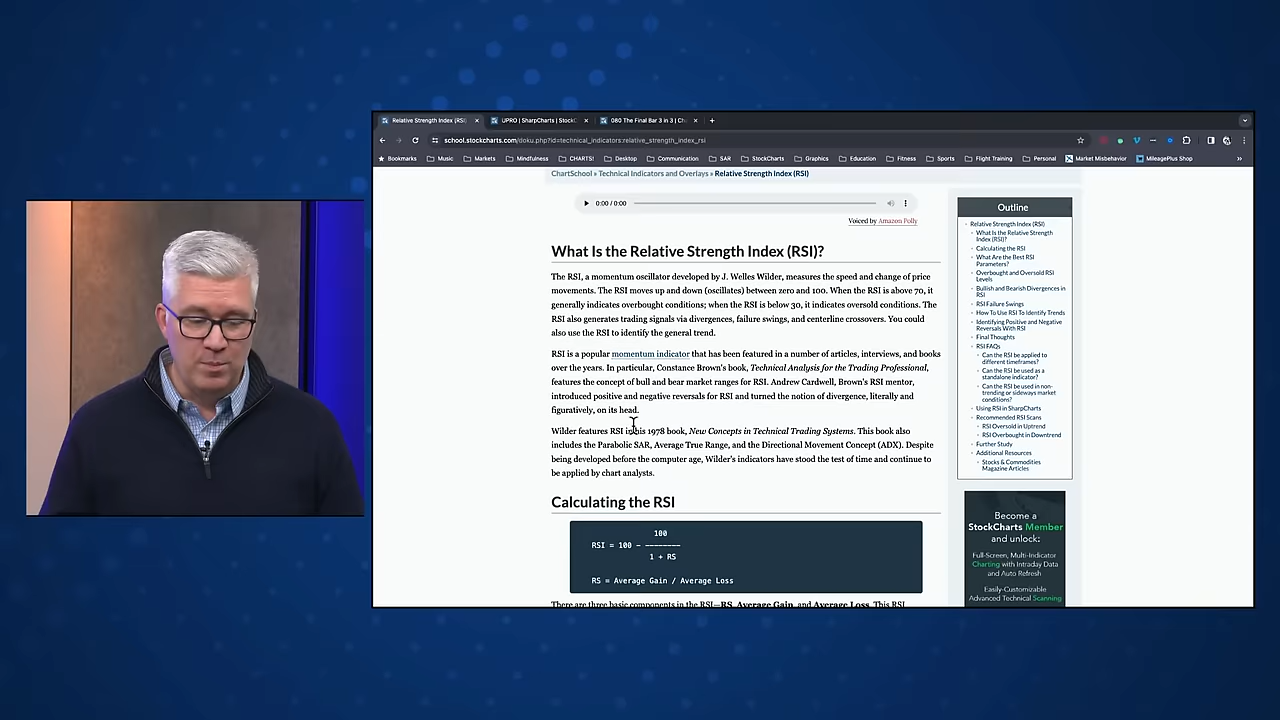 Relative Strength Index (RSI)
UPRO | SharpCharts | StockC
080 The Final Bar 3 in 3 | Ch
school.stockcharts.com/doku.php?id=technical_indicators:relative_strength_index_rsi
Bookmarks
Music
Markets
Mindfulness
CHARTS!
Desktop
Communication
SAR
StockCharts
Graphics
Education
Fitness
Sports
Flight Training
Personal
Market Misbehavior
MileagePlus Shop
ChartSchool » Technical Indicators and Overlays » Relative Strength Index (RSI)
0:00 / 0:00
Voiced by Amazon Polly
What Is the Relative Strength Index (RSI)?
The RSI, a momentum oscillator developed by J. Welles Wilder, measures the speed and change of price
movements. The RSI moves up and down (oscillates) between zero and 100. When the RSI is above 70, it
generally indicates overbought conditions; when the RSI is below 30, it indicates oversold conditions. The
RSI also generates trading signals via divergences, failure swings, and centerline crossovers. You could
also use the RSI to identify the general trend.
RSI is a popular momentum indicator that has been featured in a number of articles, interviews, and books
over the years. In particular, Constance Brown's book, Technical Analysis for the Trading Professional,
features the concept of bull and bear market ranges for RSI. Andrew Cardwell, Brown's RSI mentor,
introduced positive and negative reversals for RSI and turned the notion of divergence, literally and
figuratively, on its head.
Wilder features RSI in his 1978 book, New Concepts in Technical Trading Systems. This book also
includes the Parabolic SAR, Average True Range, and the Directional Movement Concept (ADX). Despite
being developed before the computer age, Wilder's indicators have stood the test of time and continue to
be applied by chart analysts.
Calculating the RSI
100
RSI = 100 - --------
1 + RS
RS = Average Gain / Average Loss
There are three basic components in the RSI—RS, Average Gain, and Average Loss. This RSI
Outline
Relative Strength Index (RSI)
What Is the Relative Strength
Index (RSI)?
Calculating the RSI
What Are the Best RSI
Parameters?
Overbought and Oversold RSI
Levels
Bullish and Bearish Divergences in
RSI
RSI Failure Swings
How To Use RSI To Identify Trends
Identifying Positive and Negative
Reversals With RSI
Final Thoughts
RSI FAQs
Can the RSI be applied to
different timeframes?
Can the RSI be used as a
standalone indicator?
Can the RSI be used in non-
trending or sideways market
conditions?
Using RSI in SharpCharts
Recommended RSI Scans
RSI Oversold in Uptrend
RSI Overbought in Downtrend
Further Study
Additional Resources
Stocks & Commodities
Magazine Articles
Become a
StockCharts Member
and unlock:
Full-Screen, Multi-Indicator
Charting with Intraday Data
and Auto Refresh
Easily-Customizable
Advanced Technical Scanning